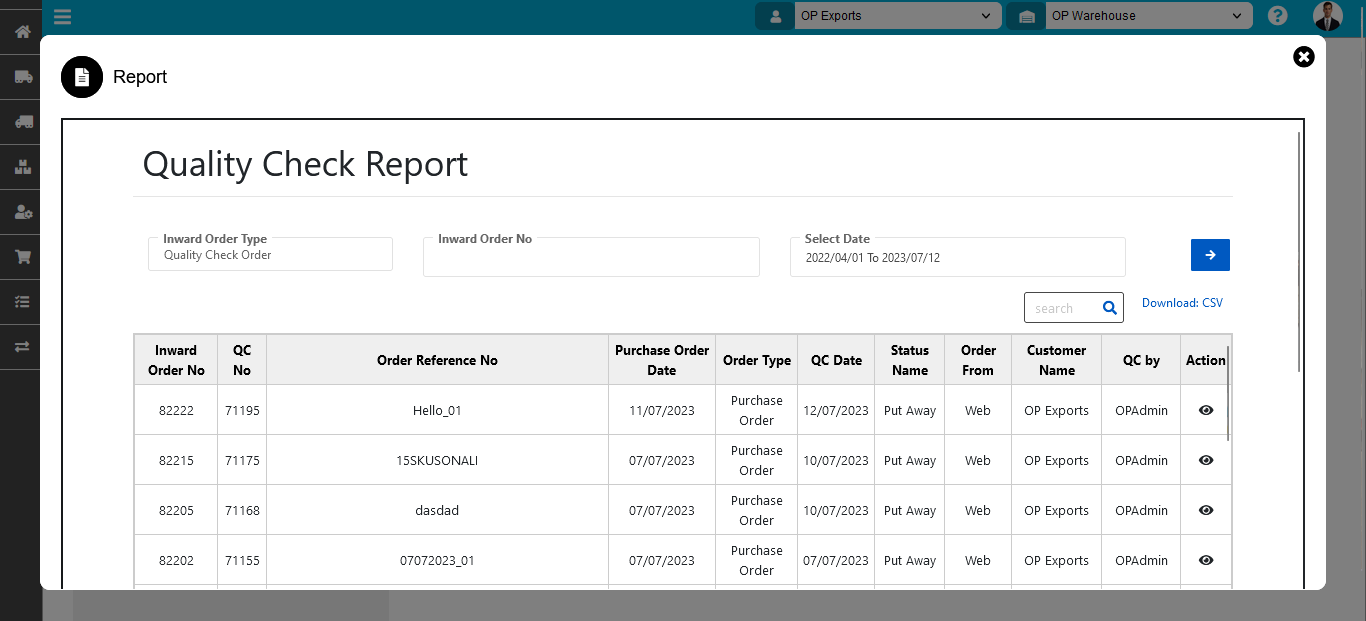 OP Exports OP Warehouse
Report
Quality Check Report
Inward Order Type Inward Order No Select Date
Quality Check Order 2022/04/01 To 2023/07/12
search Download: CSV
Inward Order No QC No Order Reference No Purchase Order Date Order Type QC Date Status Name Order From Customer Name QC by Action
82222 71195 Hello_01 11/07/2023 Purchase Order 12/07/2023 Put Away Web OP Exports OPAdmin
82215 71175 15SKUSONALI 07/07/2023 Purchase Order 10/07/2023 Put Away Web OP Exports OPAdmin
82205 71168 dasdad 07/07/2023 Purchase Order 10/07/2023 Put Away Web OP Exports OPAdmin
82202 71155 07072023_01 07/07/2023 Purchase Order 07/07/2023 Put Away Web OP Exports OPAdmin